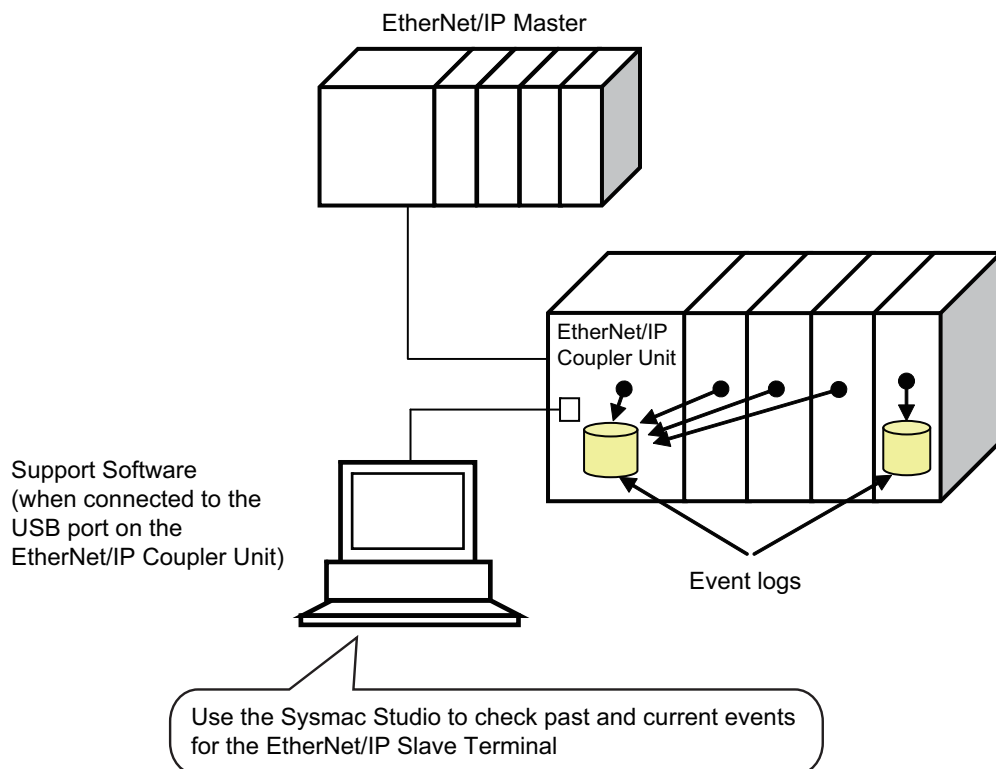 EtherNet/IP Master
EtherNet/IP
Coupler Unit
Support Software
(when connected to the
USB port on the
EtherNet/IP Coupler Unit)
Event logs
Use the Sysmac Studio to check past and current events
for the EtherNet/IP Slave Terminal